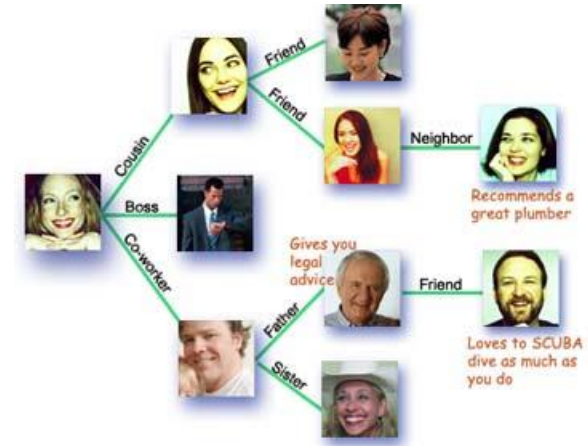 Friend
Friend
Cousin
Neighbor
Recommends a
great plumber
Boss
Co-worker
Gives you
legal
advice
Father
Friend
Sister
Loves to SCUBA
dive as much as
you do